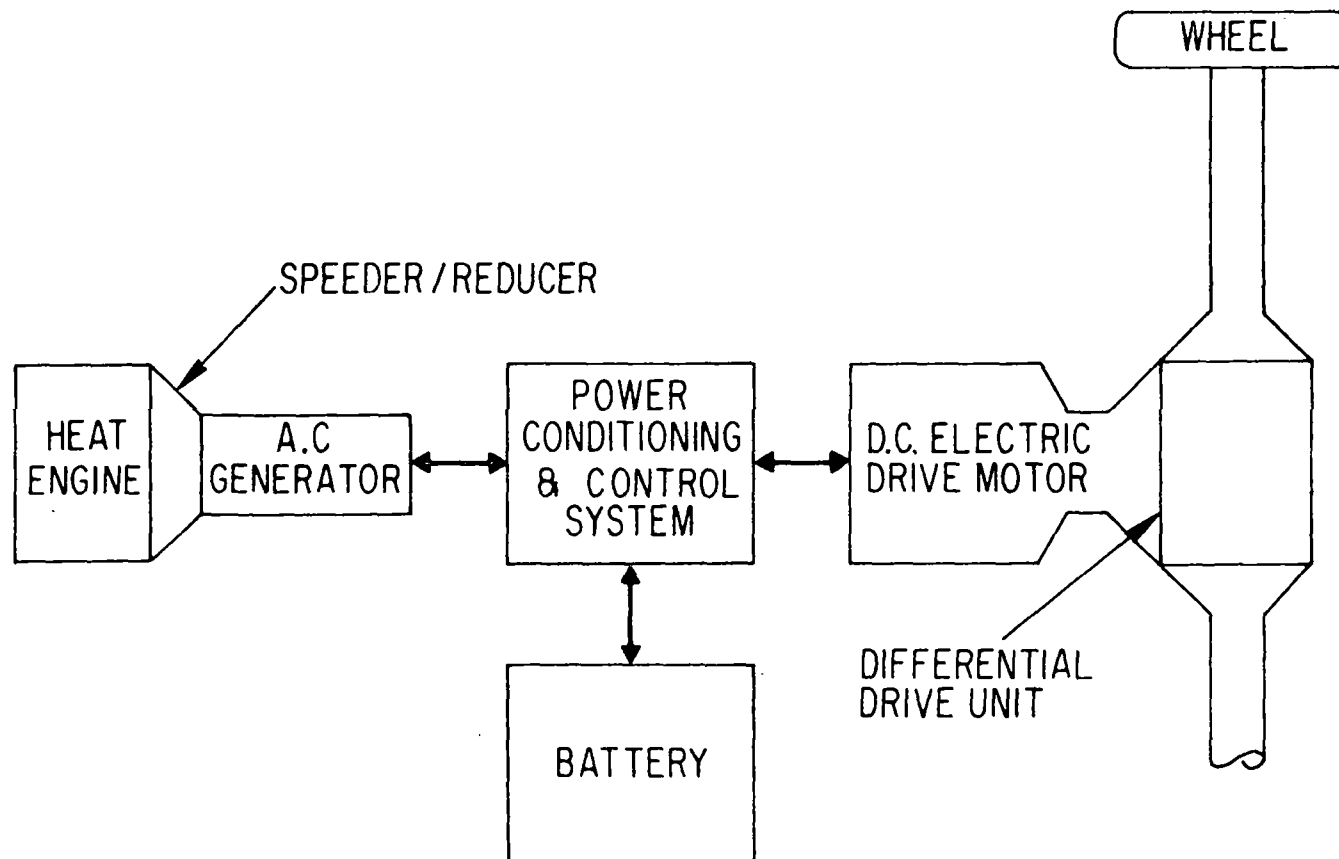 WHEEL
SPEEDER/REDUCER
HEAT
ENGINE
A.C
GENERATOR
POWER
CONDITIONING
& CONTROL
SYSTEM
D.C. ELECTRIC
DRIVE MOTOR
DIFFERENTIAL
DRIVE UNIT
BATTERY